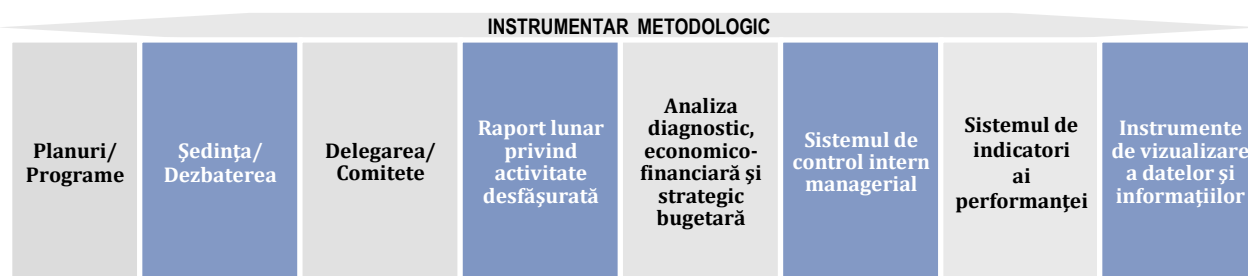 INSTRUMENTAR METODOLOGIC
Planuri/
Programe
Şedinţa/
Dezbaterea
Delegarea/
Comitete
Raport lunar
privind
activitate
desfăşurată
Analiza
diagnostic,
economico-
financiară şi
strategic
bugetară
Sistemul de
control intern
managerial
Sistemul de
indicatori
ai
performanţei
Instrumente
de vizualizare
a datelor şi
informaţiilor